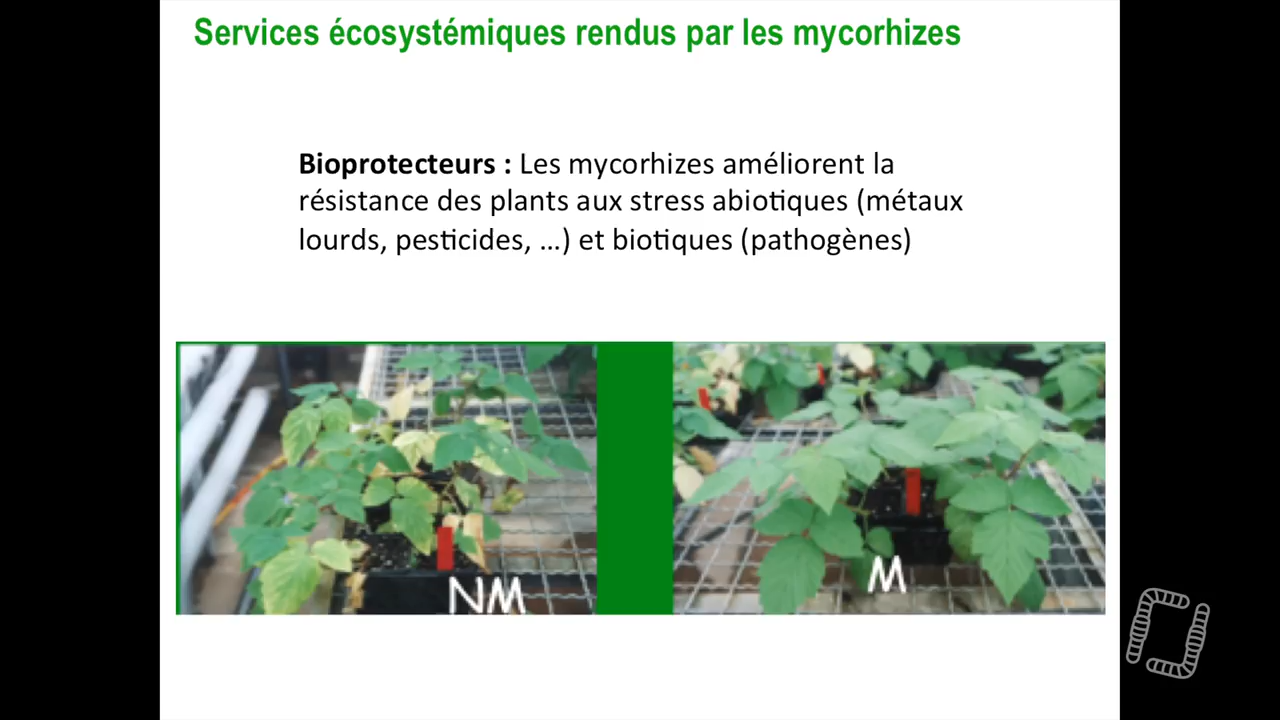 Services écosystémiques rendus par les mycorhizes
Bioprotecteurs : Les mycorhizes améliorent la
résistance des plants aux stress abiotiques (métaux
lourds, pesticides, ...) et biotiques (pathogènes)
NM
M